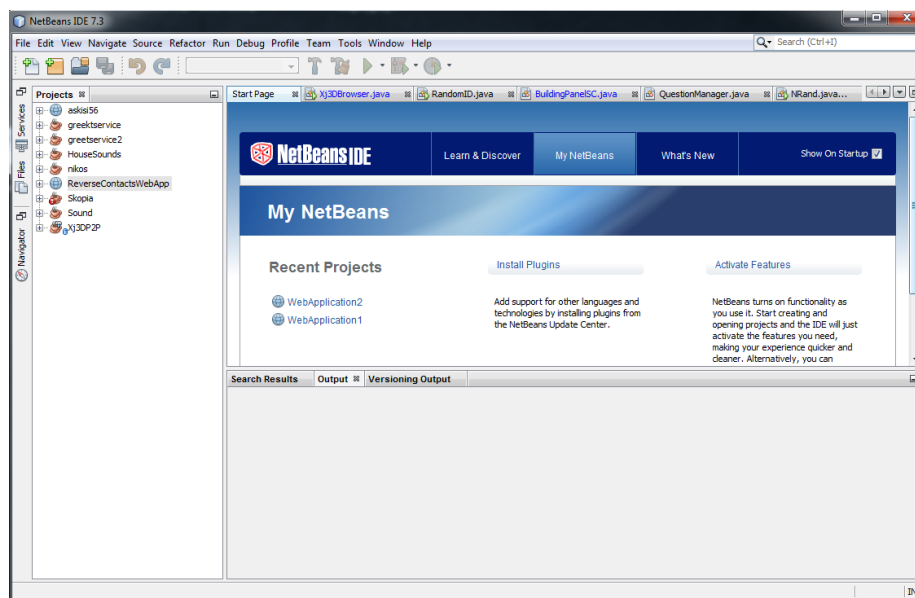 NetBeans IDE 7.3
File Edit View Navigate Source Refactor Run Debug Profile Team Tools Window Help
Search (Ctrl+I)
Projects
Start Page
Xj3DBrowser.java
RandomID.java
BuildingPanelSC.java
QuestionManager.java
NRand.java...
Services
Files
Navigator
askisi56
greektservice
greetservice2
HouseSounds
nikos
ReverseContactsWebApp
Skopia
Sound
Xj3DP2P
NetBeans IDE
Learn & Discover
My NetBeans
What's New
Show On Startup
My NetBeans
Recent Projects
WebApplication2
WebApplication1
Install Plugins
Add support for other languages and
technologies by installing plugins from
the NetBeans Update Center.
Activate Features
NetBeans turns on functionality as
you use it. Start creating and
opening projects and the IDE will just
activate the features you need,
making your experience quicker and
cleaner. Alternatively, you can
Search Results
Output
Versioning Output